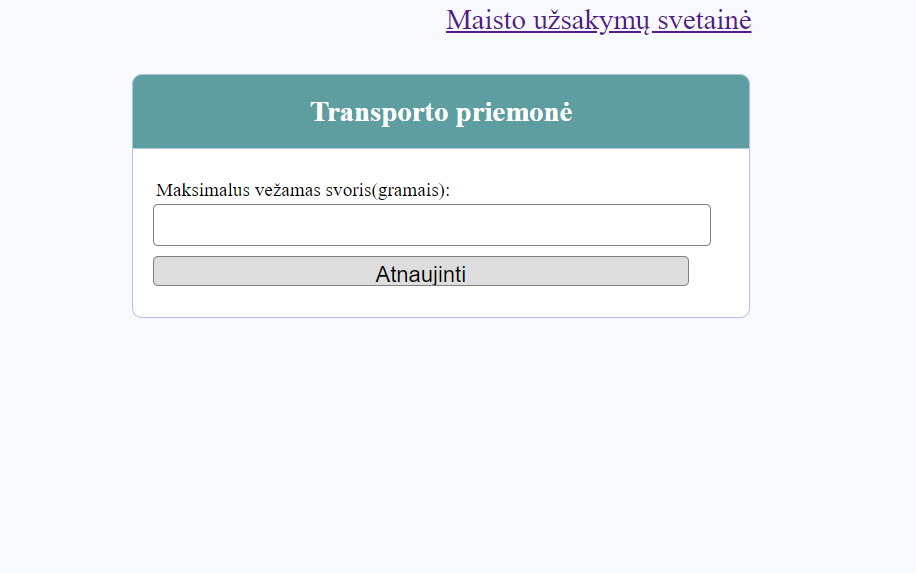 Maisto užsakymų svetainė
Transporto priemonė
Maksimalus vežamas svoris(gramais):
Atnaujinti